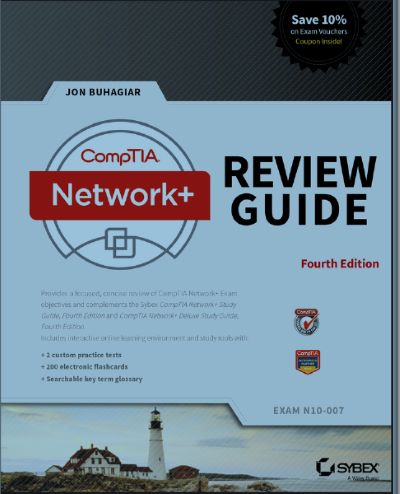 Save 10%
on Exam Vouchers
Coupon Inside!
JON BUHAGIAR
CompTIA
Network+
REVIEW
GUIDE
Fourth Edition
Provides a focused, concise review of CompTIA Network+ Exam
objectives and complements the Sybex CompTIA Network+ Study
Guide, Fourth Edition and CompTIA Network+ Deluxe Study Guide,
Fourth Edition
Includes interactive online learning environment and study tools with:
+ 2 custom practice tests
+ 100 electronic flashcards
+ Searchable key term glossary
CompTIA
CompTIA
EXAM N10-007
SYBEX
A Wiley Brand